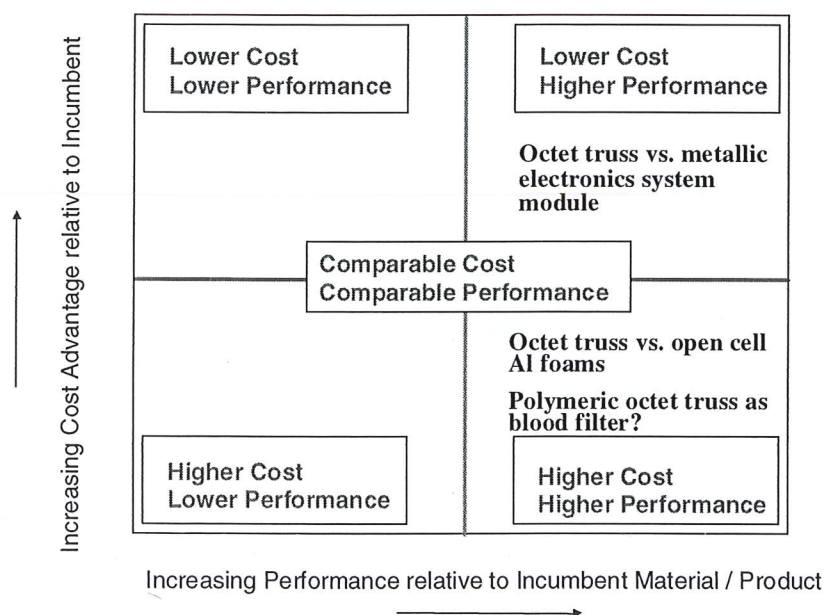 Increasing Cost Advantage relative to Incumbent
Lower Cost
Lower Performance
Lower Cost
Higher Performance
Octet truss vs. metallic
electronics system
module
Comparable Cost
Comparable Performance
Octet truss vs. open cell
Al foams
Polymeric octet truss as
blood filter?
Higher Cost
Lower Performance
Higher Cost
Higher Performance
Increasing Performance relative to Incumbent Material / Product